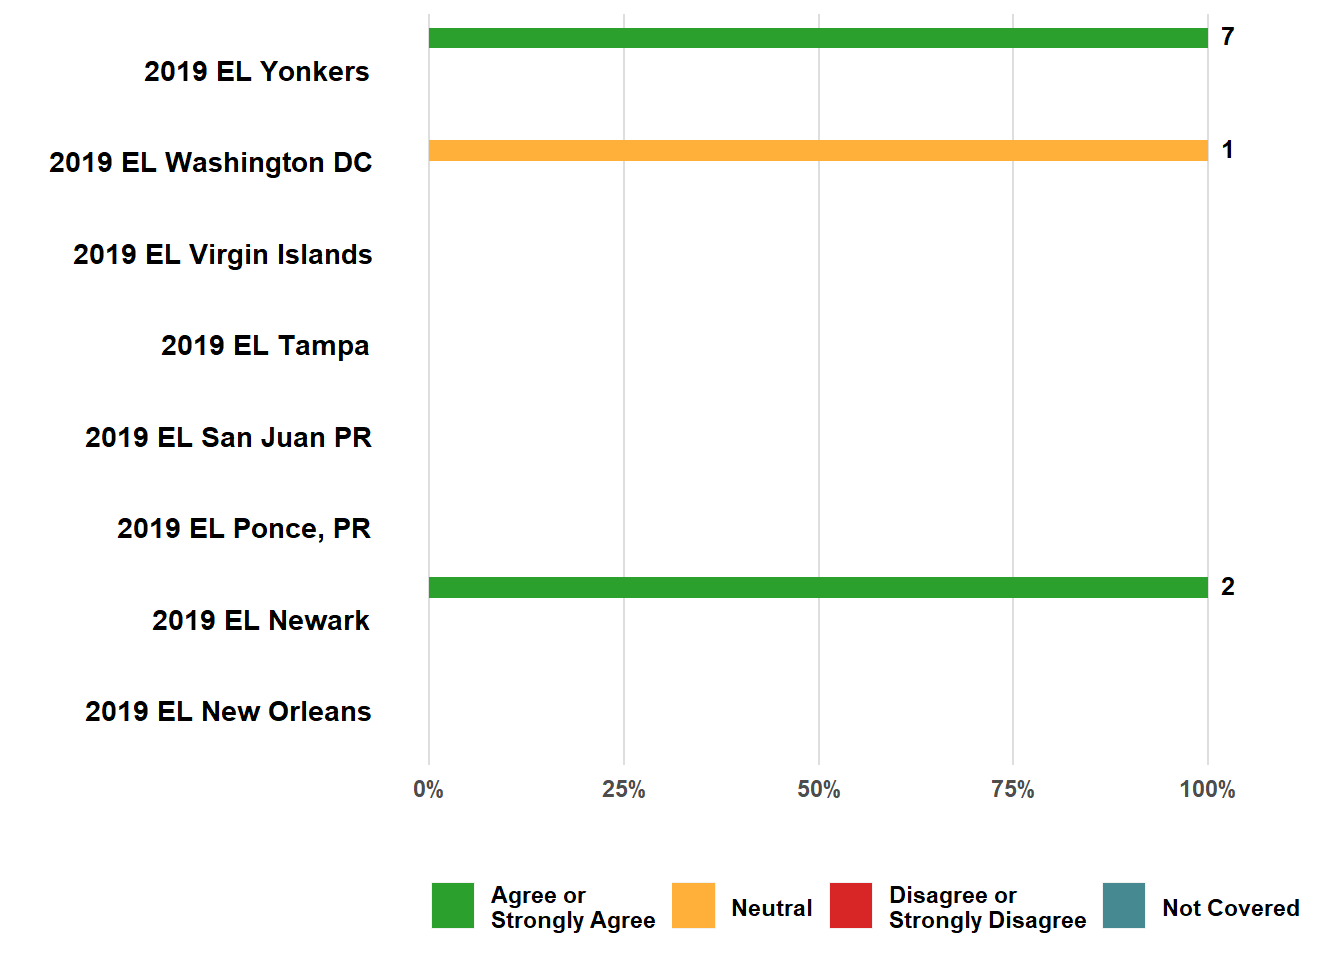 7
2019 EL Yonkers
2019 EL Washington DC
1
2019 EL Virgin Islands
2019 EL Tampa
2019 EL San Juan PR
2019 EL Ponce, PR
2
2019 EL Newark
2019 EL New Orleans
0% 25% 50% 75% 100%
Agree or
Strongly Agree
Neutral
Disagree or
Strongly Disagree
Not Covered